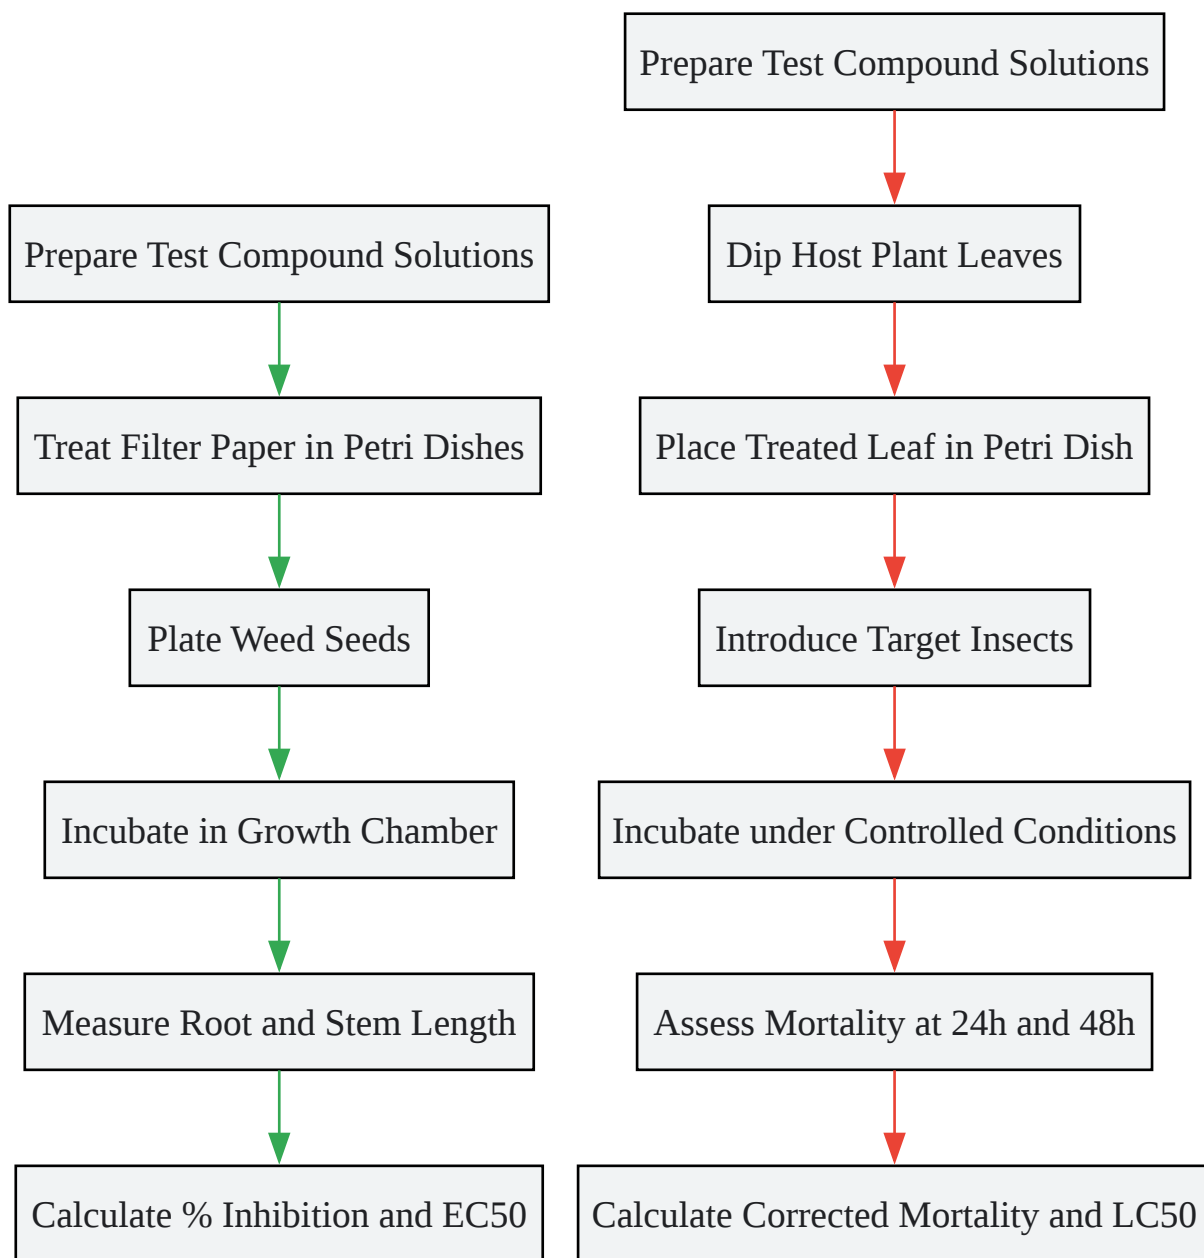 Prepare Test Compound Solutions
Treat Filter Paper in Petri Dishes
Plate Weed Seeds
Incubate in Growth Chamber
Measure Root and Stem Length
Calculate % Inhibition and EC50
Prepare Test Compound Solutions
Dip Host Plant Leaves
Place Treated Leaf in Petri Dish
Introduce Target Insects
Incubate under Controlled Conditions
Assess Mortality at 24h and 48h
Calculate Corrected Mortality and LC50